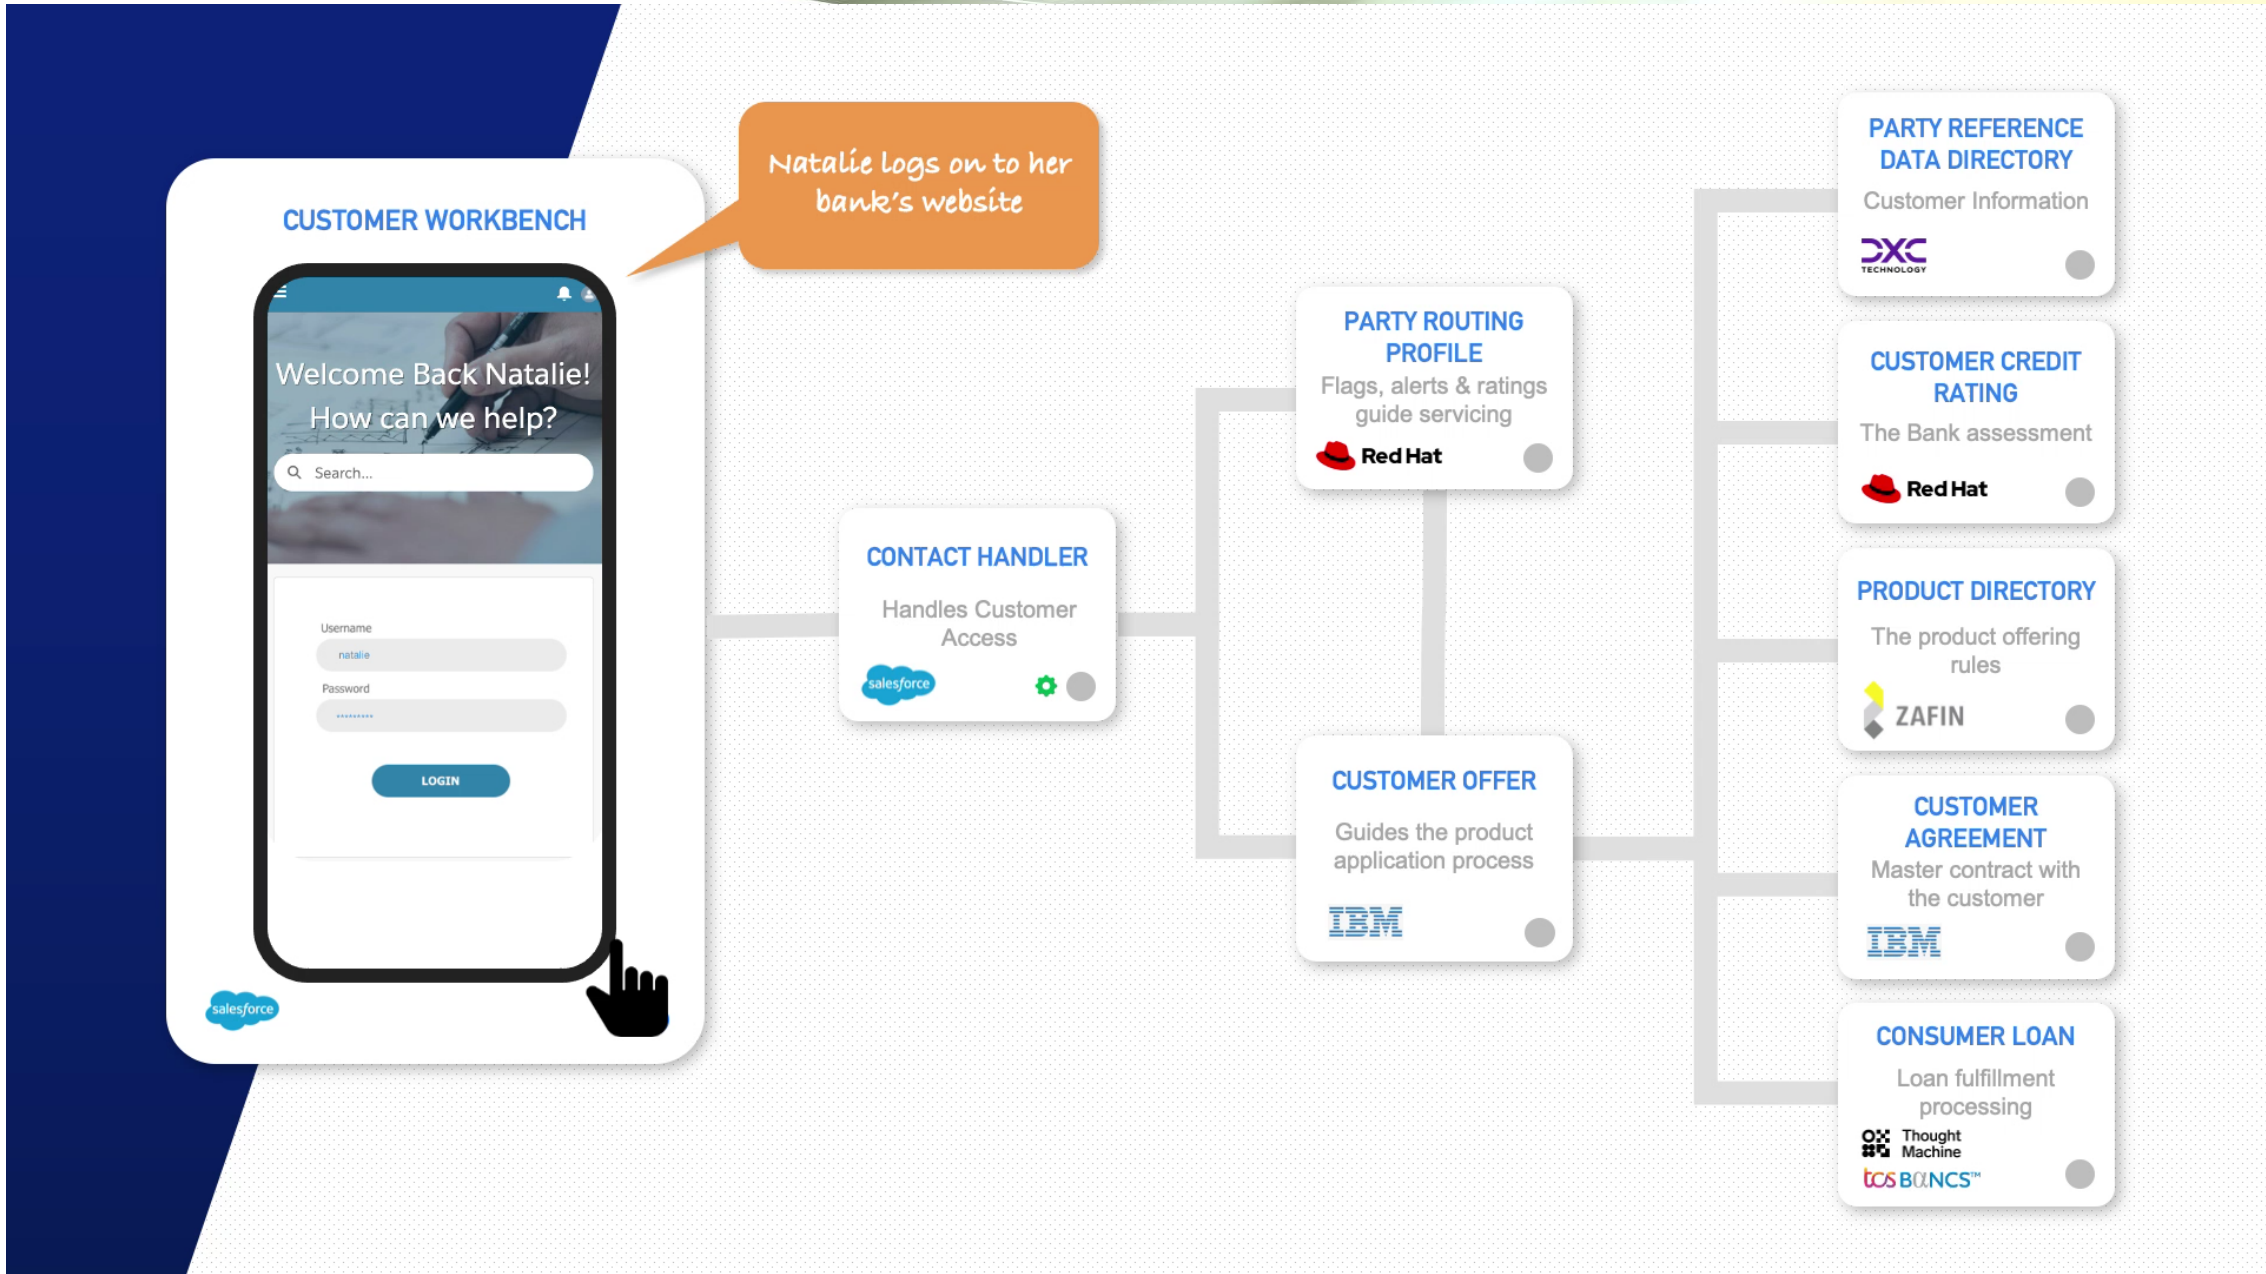 CUSTOMER WORKBENCH
Natalie logs on to her
bank's website
Welcome Back Natalie!
How can we help?
Search...
Username
natalie
Password
*********
LOGIN
salesforce
CONTACT HANDLER
Handles Customer
Access
salesforce
PARTY ROUTING
PROFILE
Flags, alerts & ratings
guide servicing
Red Hat
CUSTOMER OFFER
Guides the product
application process
IBM
PARTY REFERENCE
DATA DIRECTORY
Customer Information
DXC
TECHNOLOGY
CUSTOMER CREDIT
RATING
The Bank assessment
Red Hat
PRODUCT DIRECTORY
The product offering
rules
ZAFIN
CUSTOMER
AGREEMENT
Master contract with
the customer
IBM
CONSUMER LOAN
Loan fulfillment
processing
Thought
Machine
tcs BαNCS™